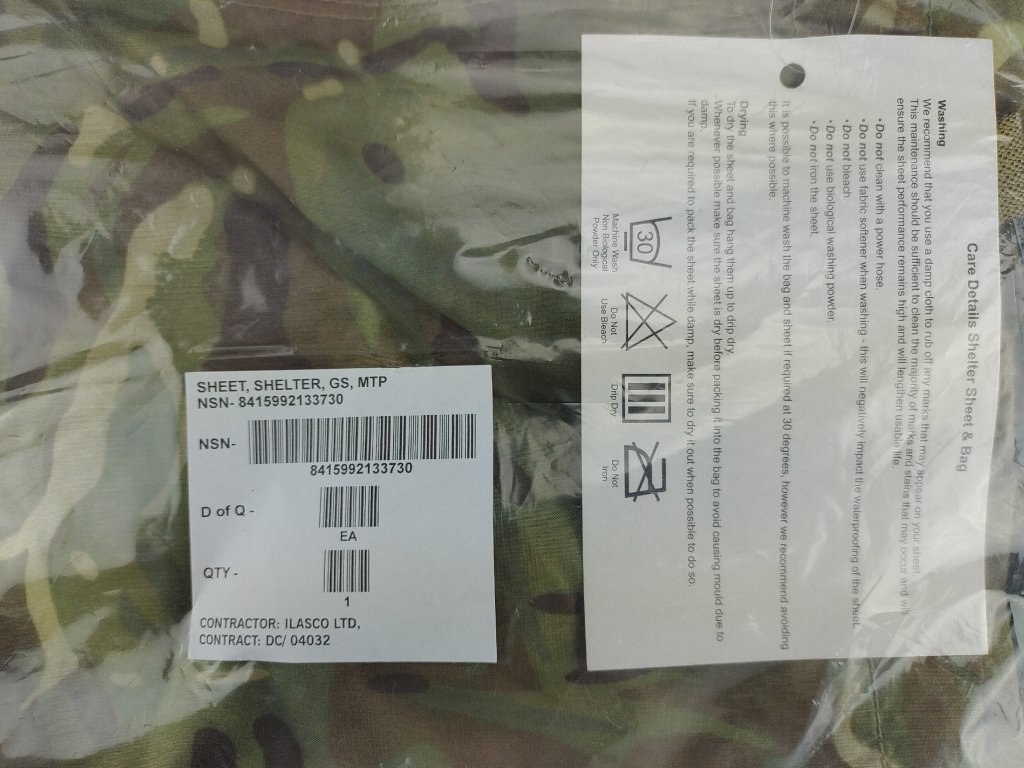 SHEET, SHELTER, GS, MTP
NSN- 8415992133730
NSN-
8415992133730
D of Q -
EA
QTY -
1
CONTRACTOR: ILASCO LTD,
CONTRACT: DC/ 04032
Care Details Shelter Sheet & Bag
Washing
We recommend that you use a damp cloth to rub off any marks that may appear on your sheet.
This maintenance should be sufficient to clean the majority of marks and stains that may occur and will
ensure the sheet performance remains high and will lengthen usable life.
• Do not clean with a power hose.
• Do not use fabric softener when washing - this will negatively impact the waterproofing of the sheet.
• Do not bleach.
• Do not use biological washing powder.
• Do not iron the sheet.
It is possible to machine wash the bag and sheet if required at 30 degrees, however we recommend avoiding
this where possible.
Drying
To dry the sheet and bag hang them up to drip dry.
Whenever possible make sure the sheet is dry before packing it into the bag to avoid causing mould due to
damp.
If you are required to pack the sheet while damp, make sure to dry it out when possible to do so.
30
Machine Wash
Non Biological
Powder Only
Do Not
Use Bleach
Drip Dry
Do Not
Iron